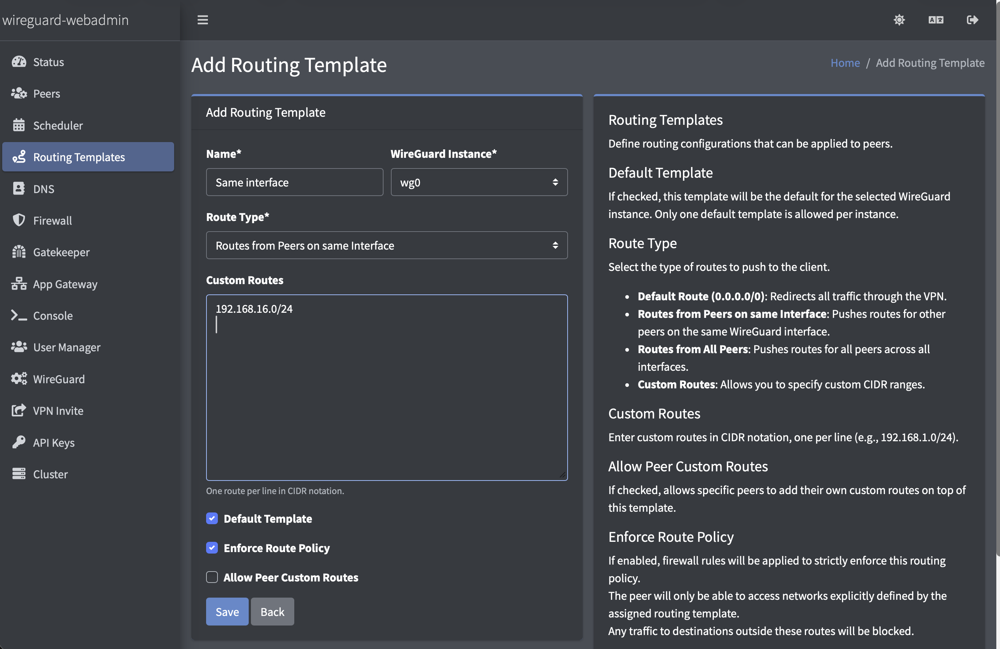 wireguard-webadmin
Status
Peers
Scheduler
Routing Templates
DNS
Firewall
Gatekeeper
App Gateway
Console
User Manager
WireGuard
VPN Invite
API Keys
Cluster
Add Routing Template
Home / Add Routing Template
Add Routing Template
Name*
WireGuard Instance*
Same interface
wg0
Route Type*
Routes from Peers on same Interface
Custom Routes
192.168.16.0/24
One route per line in CIDR notation.
Default Template
Enforce Route Policy
Allow Peer Custom Routes
Save
Back
Routing Templates
Define routing configurations that can be applied to peers.
Default Template
If checked, this template will be the default for the selected WireGuard
instance. Only one default template is allowed per instance.
Route Type
Select the type of routes to push to the client.
• Default Route (0.0.0.0/0): Redirects all traffic through the VPN.
• Routes from Peers on same Interface: Pushes routes for other
peers on the same WireGuard interface.
• Routes from All Peers: Pushes routes for all peers across all
interfaces.
• Custom Routes: Allows you to specify custom CIDR ranges.
Custom Routes
Enter custom routes in CIDR notation, one per line (e.g., 192.168.1.0/24).
Allow Peer Custom Routes
If checked, allows specific peers to add their own custom routes on top of
this template.
Enforce Route Policy
If enabled, firewall rules will be applied to strictly enforce this routing
policy.
The peer will only be able to access networks explicitly defined by the
assigned routing template.
Any traffic to destinations outside these routes will be blocked.